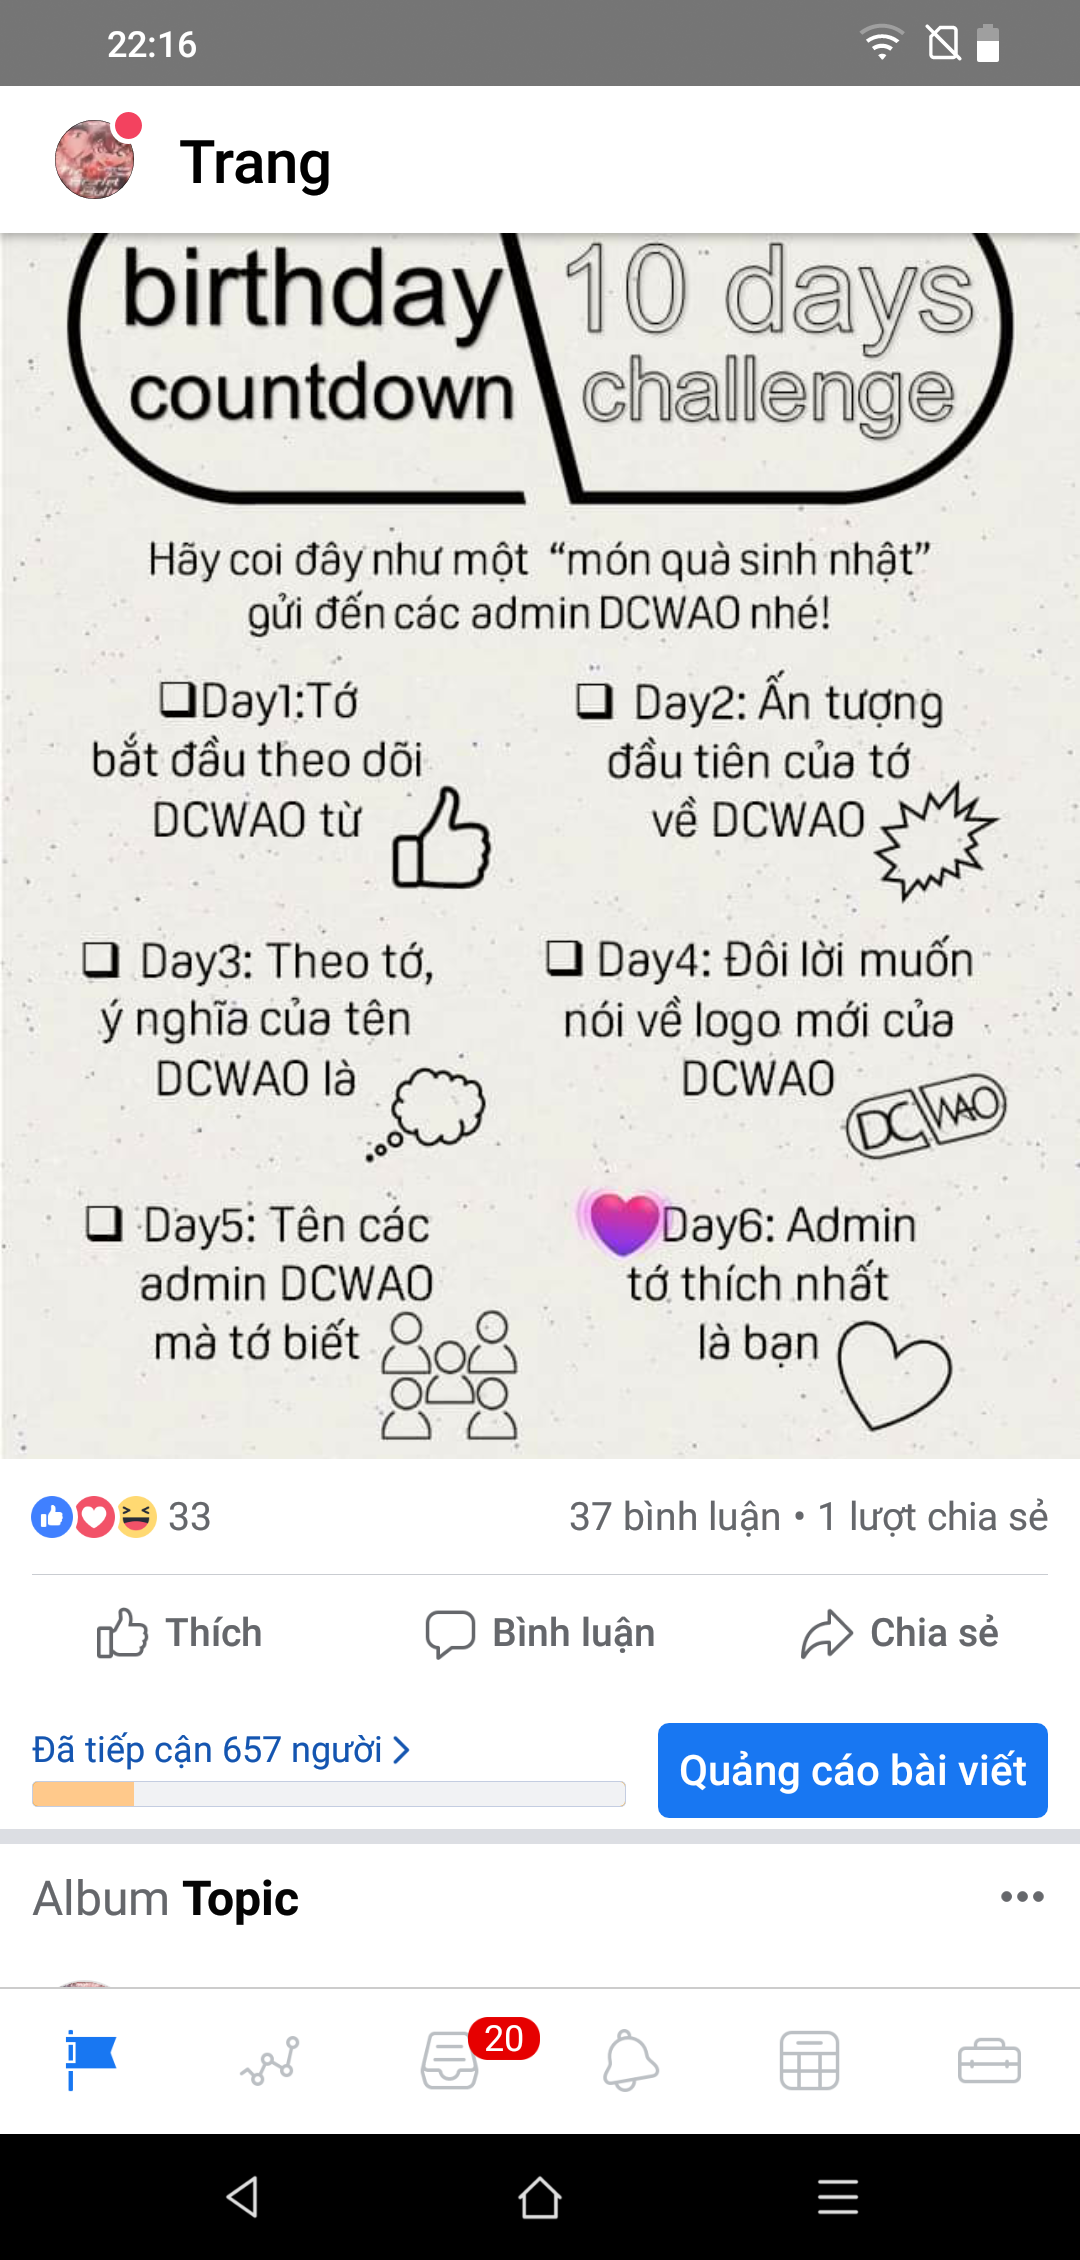 22:16
Trang
birthday
countdown
10 days
challenge
Hãy coi đây như một “món quà sinh nhật”
gửi đến các admin DCWAO nhé!
Day1:Tớ
bắt đầu theo dõi
DCWAO từ
Day2: Ấn tượng
đầu tiên của tớ
về DCWAO
Day3: Theo tớ,
ý nghĩa của tên
DCWAO là
Day4: Đôi lời muốn
nói về logo mới của
DCWAO
DCWAO
Day5: Tên các
admin DCWAO
mà tớ biết
Day6: Admin
tớ thích nhất
là bạn
33
37 bình luận • 1 lượt chia sẻ
Thích
Bình luận
Chia sẻ
Đã tiếp cận 657 người
Quảng cáo bài viết
Album Topic
20